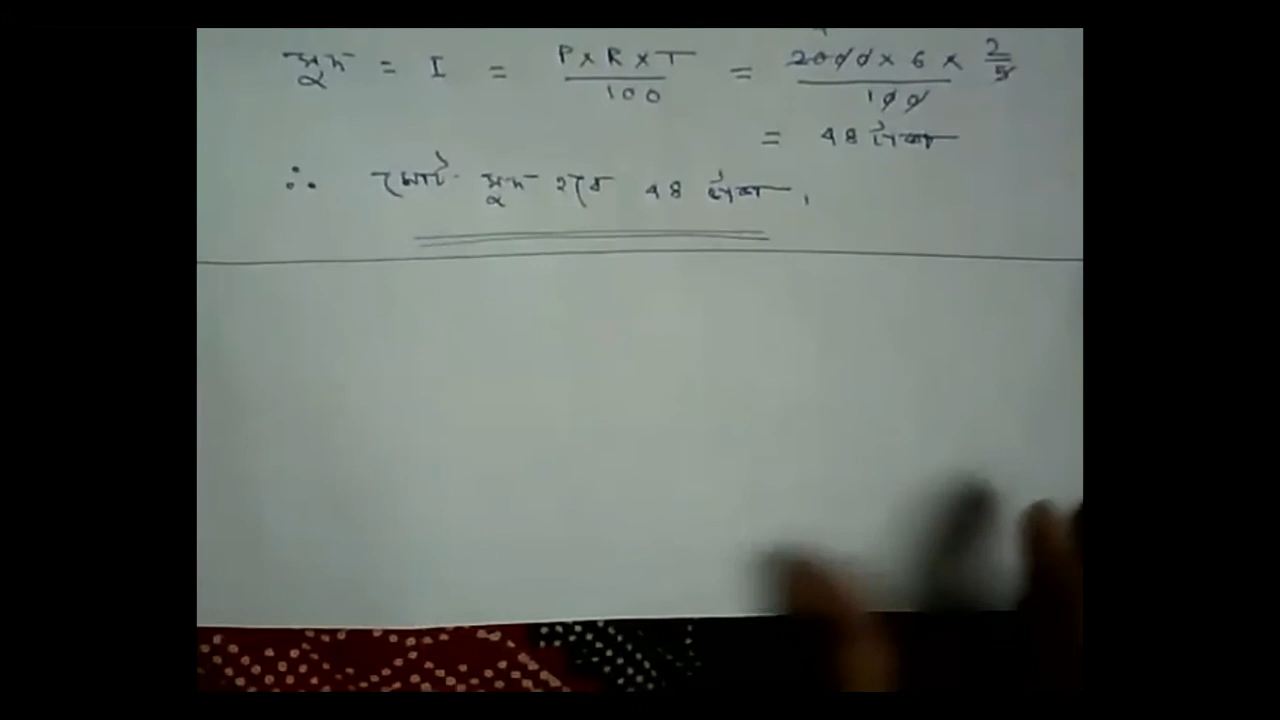 সুদ = I = P x R x T / 100 = 2000 x 6 x 2/5 / 100
= 48 টাকা
∴ মোট সুদ হবে 48 টাকা,